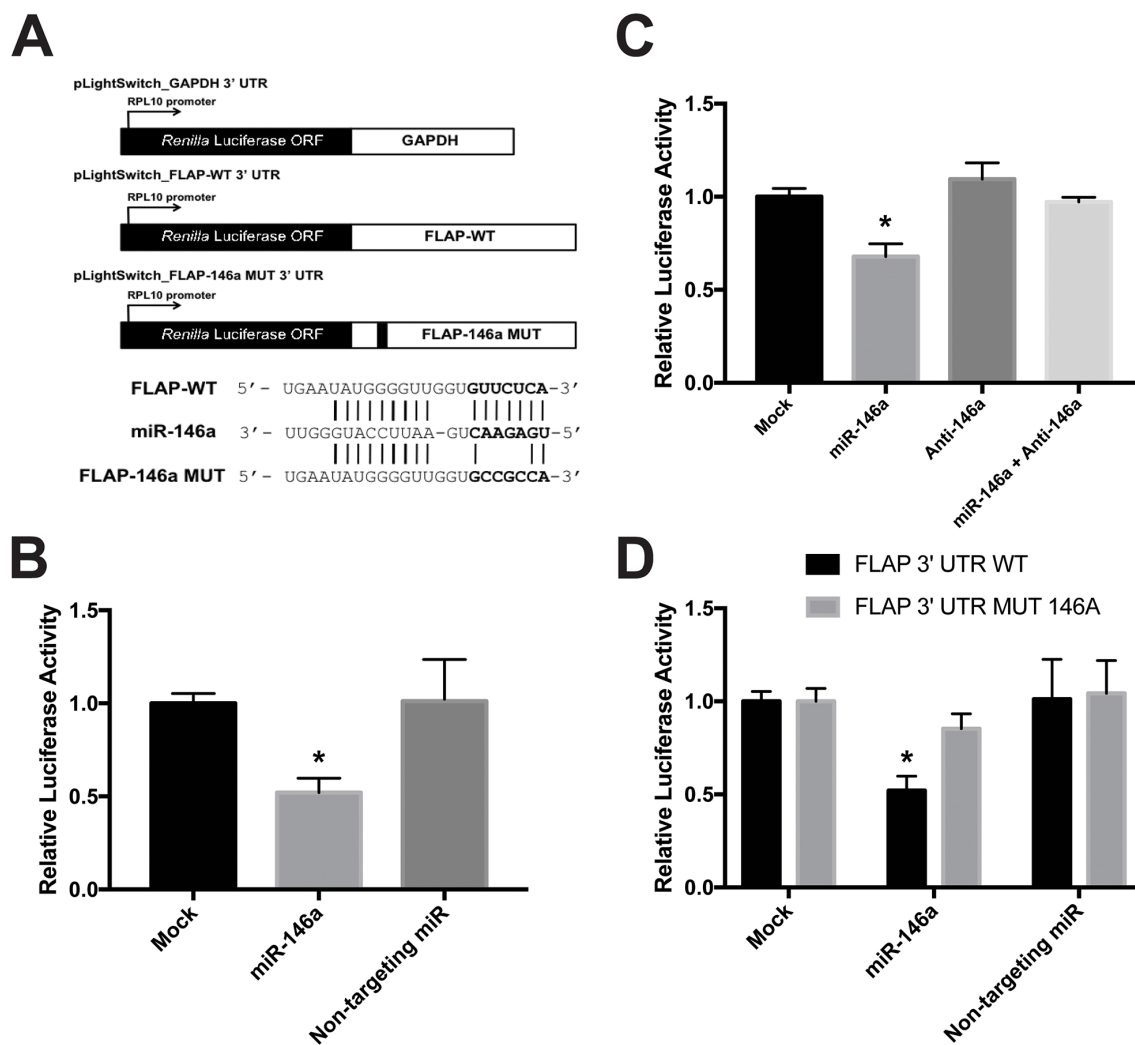 A
pLightSwitch_GAPDH 3' UTR
RPL10 promoter
Renilla Luciferase ORF GAPDH
pLightSwitch_FLAP-WT 3' UTR
RPL10 promoter
Renilla Luciferase ORF FLAP-WT
pLightSwitch_FLAP-146a MUT 3' UTR
RPL10 promoter
Renilla Luciferase ORF FLAP-146a MUT
FLAP-WT 5'- UGAAUAUGGGGUUGGUGUUCUCA-3'
miR-146a 3'- UUGGGUACCUUAA-GUCAAGAGU-5'
FLAP-146a MUT 5'- UGAAUAUGGGGUUGGUGCCGCCA-3'
B
Relative Luciferase Activity
1.5
1.0
0.5
0.0
*
Mock
miR-146a
Non-targeting miR
C
Relative Luciferase Activity
1.5
1.0
0.5
0.0
*
Mock
miR-146a
Anti-146a
miR-146a + Anti-146a
D
FLAP 3' UTR WT
FLAP 3' UTR MUT 146A
Relative Luciferase Activity
1.5
1.0
0.5
0.0
*
Mock
miR-146a
Non-targeting miR